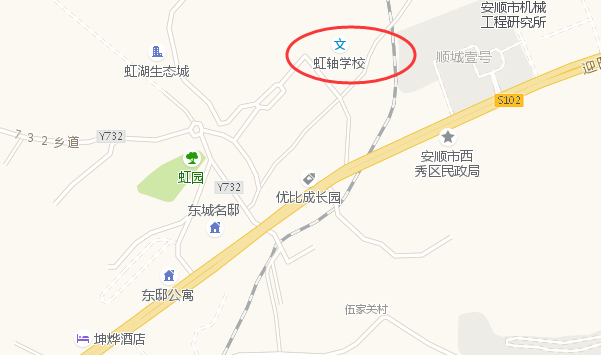 安顺市机械
工程研究所
文
虹轴学校
顺城壹号
虹湖生态城
迎
S102
732乡道
Y732
安顺市西
秀区民政局
虹园
Y732
优比成长园
东城名邸
东邸公寓
伍家关村
坤烨酒店